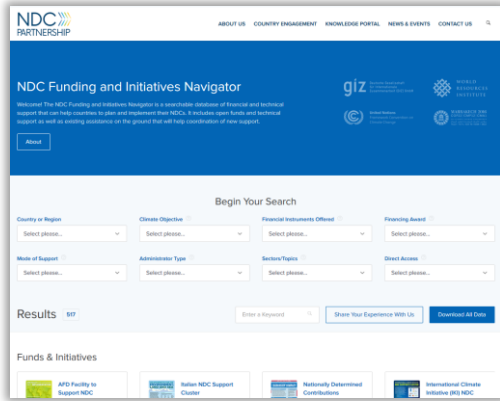 NDC
PARTNERSHIP
ABOUT US COUNTRY ENGAGEMENT KNOWLEDGE PORTAL NEWS & EVENTS CONTACT US
NDC Funding and Initiatives Navigator
Welcome! The NDC Funding and Initiatives Navigator is a searchable database of financial and technical
support that can help countries to plan and implement their NDCs. It includes open funds and technical
support as well as existing assistance on the ground that will help coordination of new support.
About
giz
WORLD
RESOURCES
INSTITUTE
United Nations
Begin Your Search
Country or Region Climate Objective Financial Instruments Offered Financing Award
Select please... Select please... Select please... Select please...
Mode of Support Administrator Type Sectors/Topics Direct Access
Select please... Select please... Select please... Select please...
Results 517 Enter a Keyword Share Your Experience With Us Download All Data
Funds & Initiatives
AFD Facility to
Support NDC
Italian NDC Support
Cluster
Nationally Determined
Contributions
International Climate
Initiative (IKI) NDC